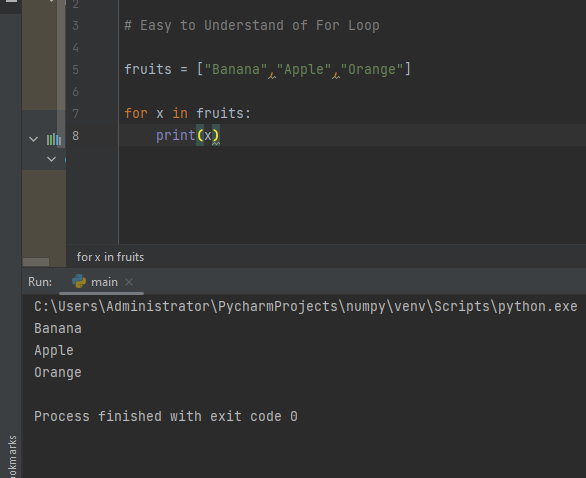 2
3 # Easy to Understand of For Loop
4
5 fruits = ["Banana","Apple","Orange"]
6
7 for x in fruits:
8 print(x)
for x in fruits
Run: main
C:\Users\Administrator\PycharmProjects\numpy\venv\Scripts\python.exe
Banana
Apple
Orange
Process finished with exit code 0
okmarks